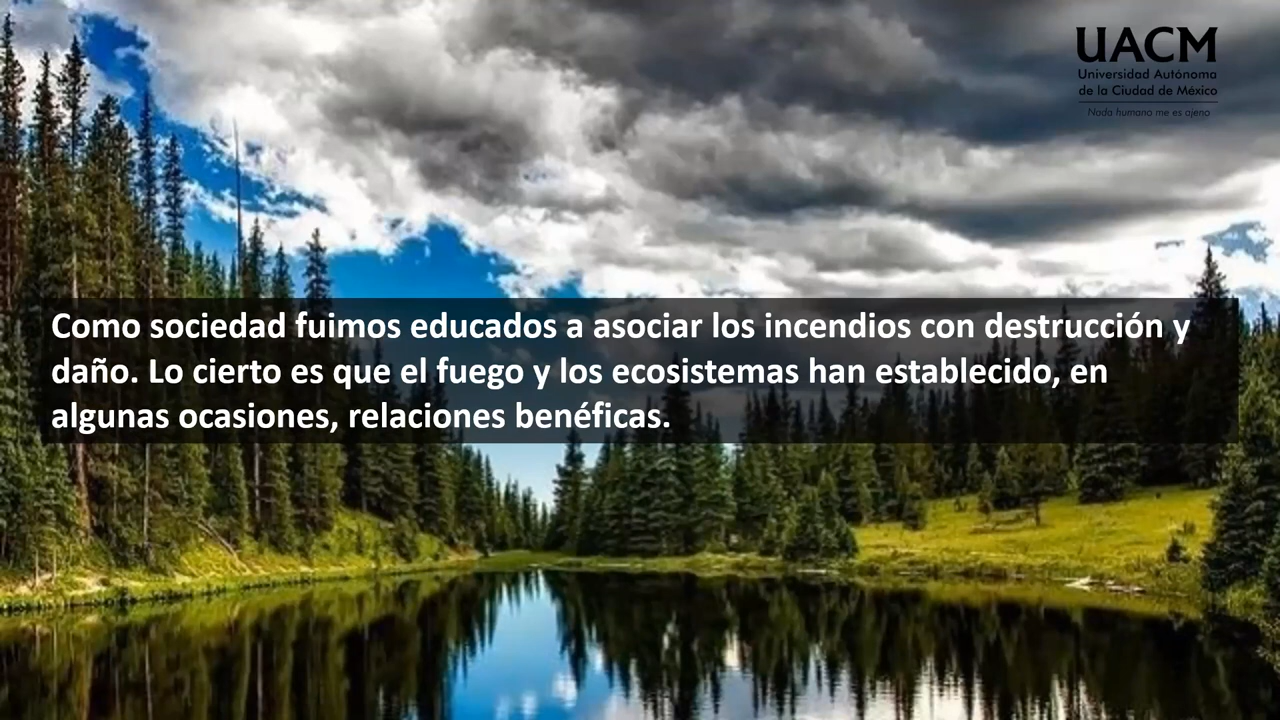 UACM
Universidad Autónoma
de la Ciudad de México
Nada humano me es ajeno
Como sociedad fuimos educados a asociar los incendios con destrucción y
daño. Lo cierto es que el fuego y los ecosistemas han establecido, en
algunas ocasiones, relaciones benéficas.